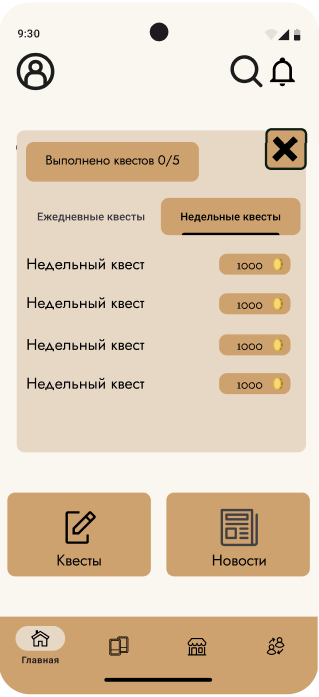 9:30
Выполнено квестов 0/5
Ежедневные квесты
Недельные квесты
Недельный квест 1000
Недельный квест 1000
Недельный квест 1000
Недельный квест 1000
Квесты
Новости
Главная